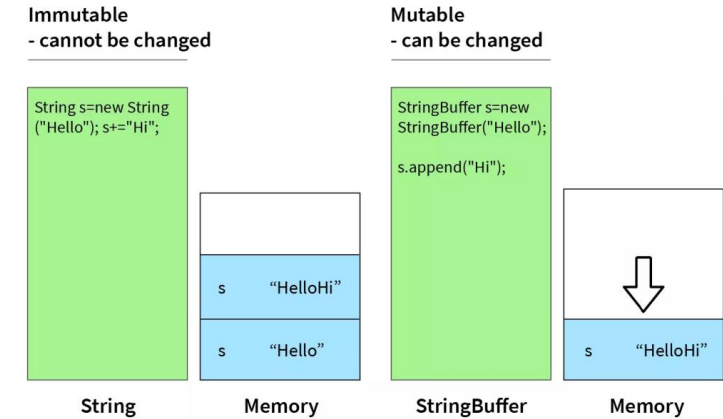 Immutable
- cannot be changed
String s=new String
("Hello"); s+="Hi";
s “HelloHi”
s “Hello”
String
Memory
Mutable
- can be changed
StringBuffer s=new
StringBuffer("Hello");
s.append("Hi");
s “HelloHi”
StringBuffer
Memory